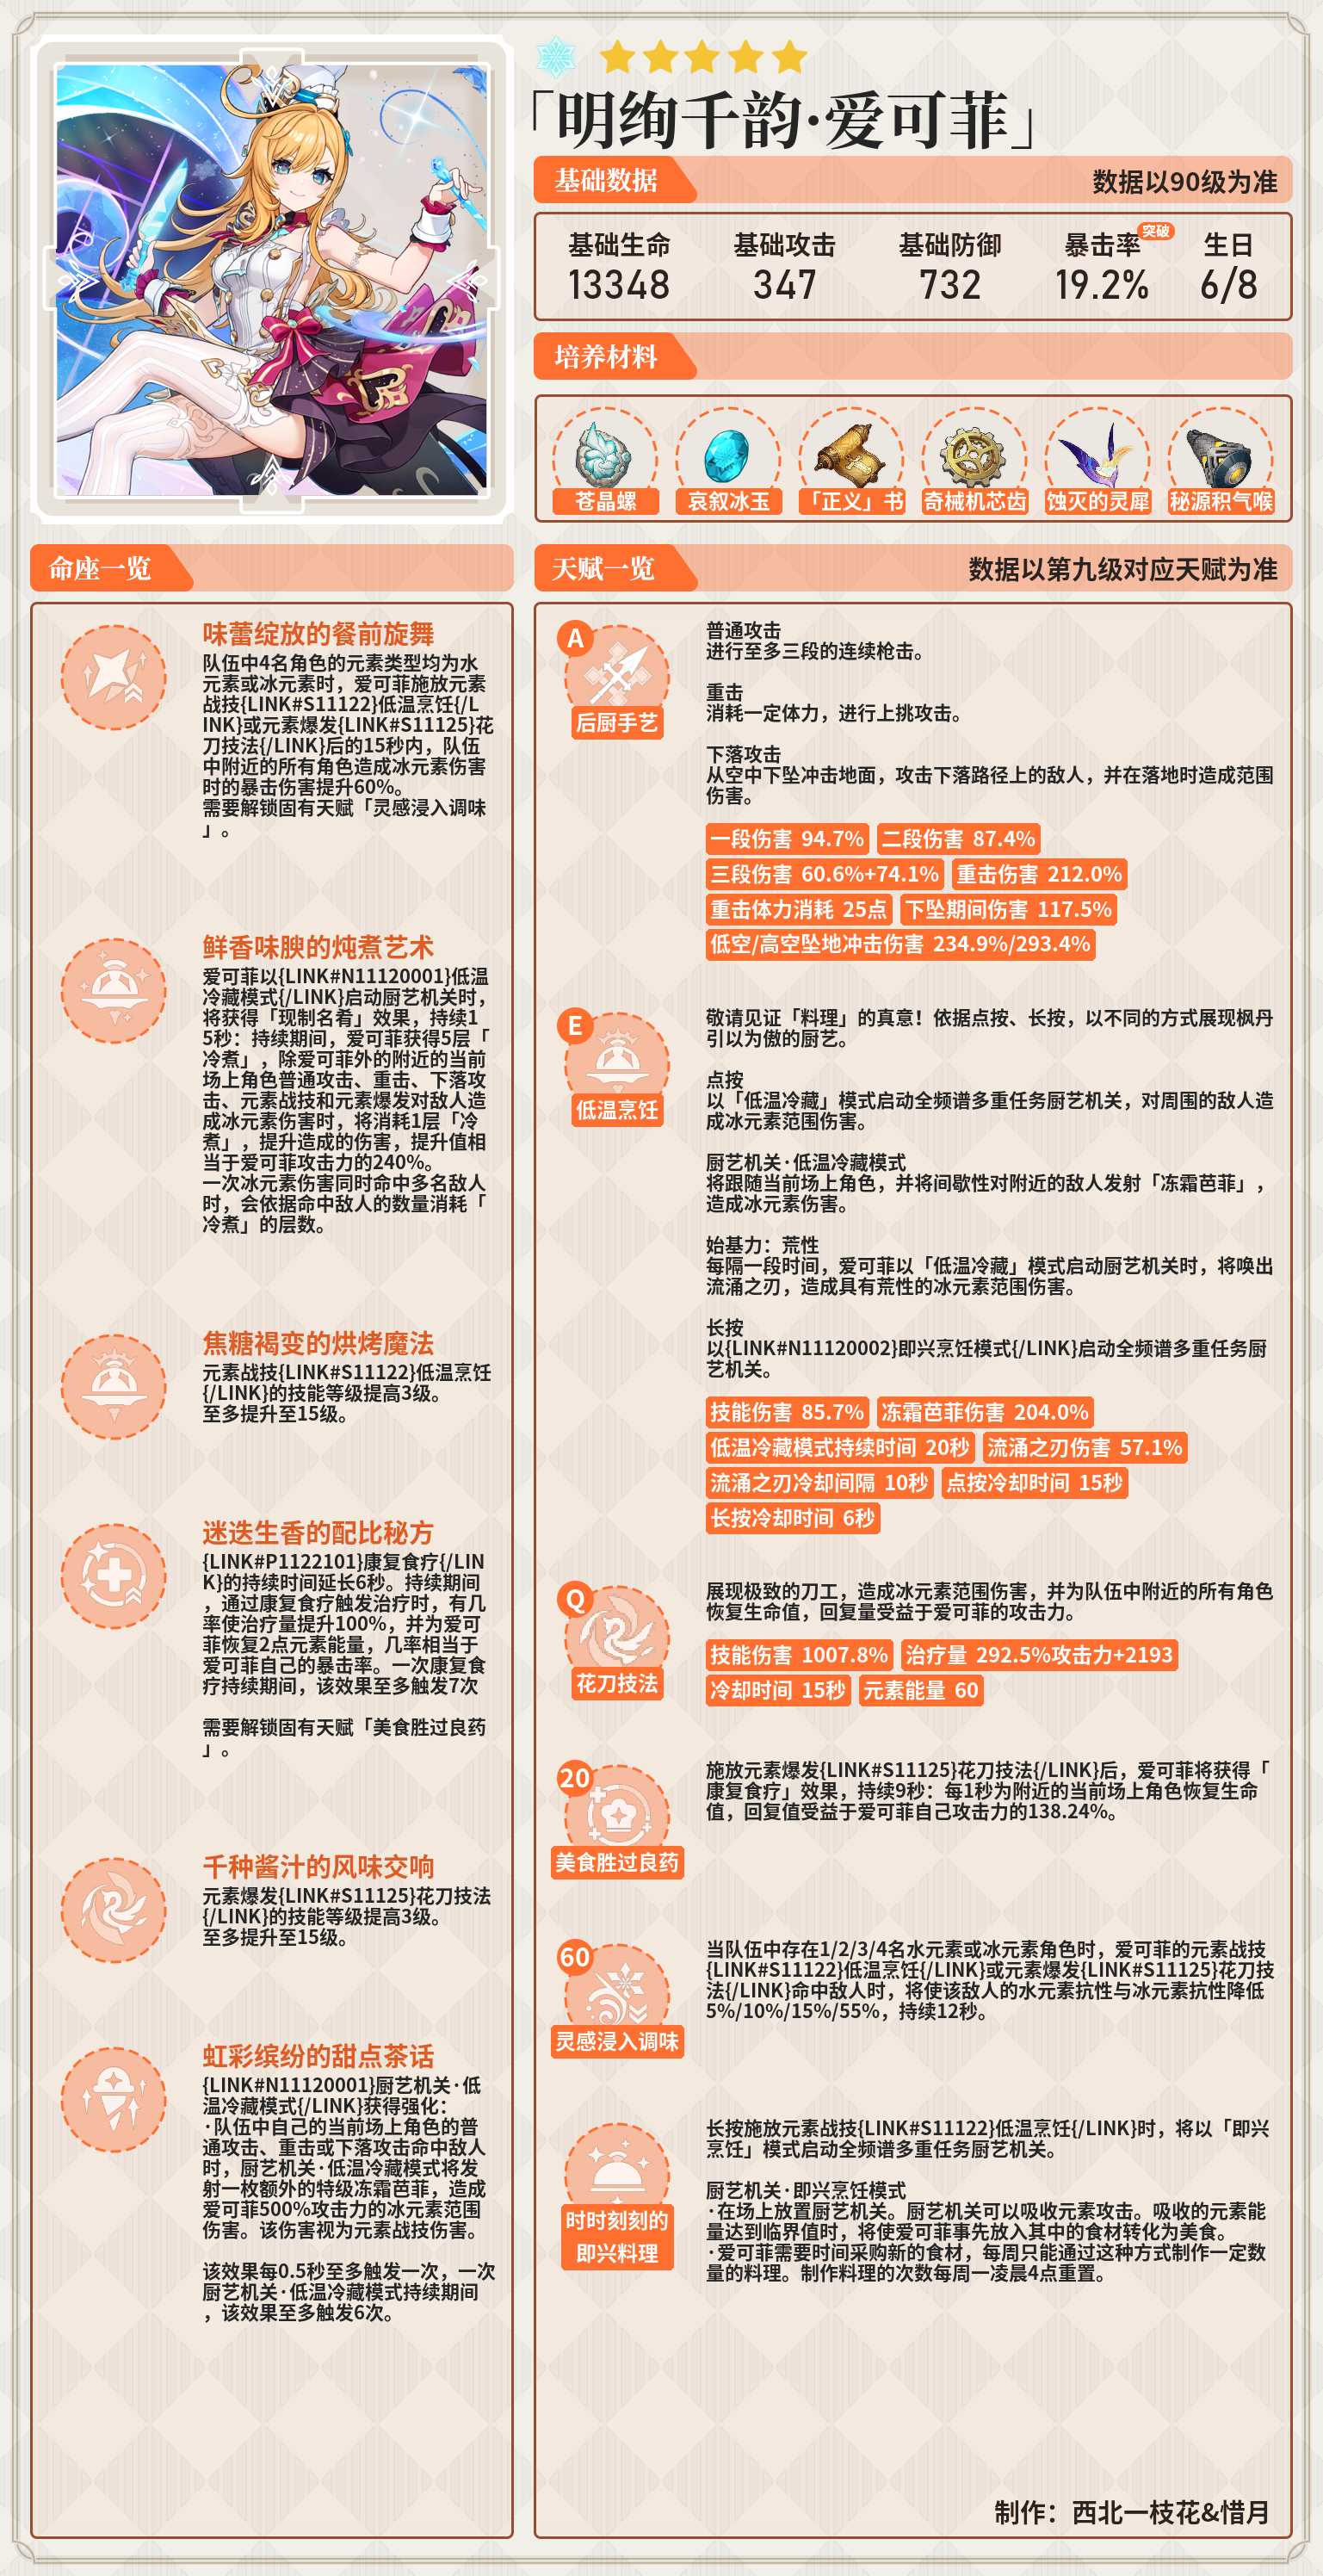 「明绚千韵·爱可菲」
基础数据
数据以90级为准
基础生命
13348
基础攻击
347
基础防御
732
暴击率
突破
19.2%
生日
6/8
培养材料
苍晶螺
哀叙冰玉
「正义」书
奇械机芯齿
蚀灭的灵犀
秘源积气喉
命座一览
味蕾绽放的餐前旋舞
队伍中4名角色的元素类型均为水
元素或冰元素时，爱可菲施放元素
战技{LINK#S11122}低温烹饪{/L
INK}或元素爆发{LINK#S11125}花
刀技法{/LINK}后的15秒内，队伍
中附近的所有角色造成冰元素伤害
时的暴击伤害提升60%。
需要解锁固有天赋「灵感浸入调味
」。
鲜香味腴的炖煮艺术
爱可菲以{LINK#N11120001}低温
冷藏模式{/LINK}启动厨艺机关时，
将获得「现制名肴」效果，持续1
5秒：持续期间，爱可菲获得5层「
冷煮」，除爱可菲外的附近的当前
场上角色普通攻击、重击、下落攻
击、元素战技和元素爆发对敌人造
成冰元素伤害时，将消耗1层「冷
煮」，提升造成的伤害，提升值相
当于爱可菲攻击力的240%。
一次冰元素伤害同时命中多名敌人
时，会依据命中敌人的数量消耗「
冷煮」的层数。
焦糖褐变的烘烤魔法
元素战技{LINK#S11122}低温烹饪
{/LINK}的技能等级提高3级。
至多提升至15级。
迷迭生香的配比秘方
{LINK#P1122101}康复食疗{/LIN
K}的持续时间延长6秒。持续期间
，通过康复食疗触发治疗时，有几
率使治疗量提升100%，并为爱可
菲恢复2点元素能量，几率相当于
爱可菲自己的暴击率。一次康复食
疗持续期间，该效果至多触发7次
需要解锁固有天赋「美食胜过良药
」。
千种酱汁的风味交响
元素爆发{LINK#S11125}花刀技法
{/LINK}的技能等级提高3级。
至多提升至15级。
虹彩缤纷的甜点茶话
{LINK#N11120001}厨艺机关·低
温冷藏模式{/LINK}获得强化：
·队伍中自己的当前场上角色的普
通攻击、重击或下落攻击命中敌人
时，厨艺机关·低温冷藏模式将发
射一枚额外的特级冻霜芭菲，造成
爱可菲500%攻击力的冰元素范围
伤害。该伤害视为元素战技伤害。
该效果每0.5秒至多触发一次，一次
厨艺机关·低温冷藏模式持续期间
，该效果至多触发6次。
天赋一览
数据以第九级对应天赋为准
A
后厨手艺
普通攻击
进行至多三段的连续枪击。
重击
消耗一定体力，进行上挑攻击。
下落攻击
从空中下坠冲击地面，攻击下落路径上的敌人，并在落地时造成范围
伤害。
一段伤害 94.7% 二段伤害 87.4%
三段伤害 60.6%+74.1% 重击伤害 212.0%
重击体力消耗 25点 下坠期间伤害 117.5%
低空/高空坠地冲击伤害 234.9%/293.4%
E
低温烹饪
敬请见证「料理」的真意！依据点按、长按，以不同的方式展现枫丹
引以为傲的厨艺。
点按
以「低温冷藏」模式启动全频谱多重任务厨艺机关，对周围的敌人造
成冰元素范围伤害。
厨艺机关·低温冷藏模式
将跟随当前场上角色，并将间歇性对附近的敌人发射「冻霜芭菲」，
造成冰元素伤害。
始基力：荒性
每隔一段时间，爱可菲以「低温冷藏」模式启动厨艺机关时，将唤出
流涌之刃，造成具有荒性的冰元素范围伤害。
长按
以{LINK#N11120002}即兴烹饪模式{/LINK}启动全频谱多重任务厨
艺机关。
技能伤害 85.7% 冻霜芭菲伤害 204.0%
低温冷藏模式持续时间 20秒 流涌之刃伤害 57.1%
流涌之刃冷却间隔 10秒 点按冷却时间 15秒
长按冷却时间 6秒
Q
花刀技法
展现极致的刀工，造成冰元素范围伤害，并为队伍中附近的所有角色
恢复生命值，回复量受益于爱可菲的攻击力。
技能伤害 1007.8% 治疗量 292.5%攻击力+2193
冷却时间 15秒 元素能量 60
20
美食胜过良药
施放元素爆发{LINK#S11125}花刀技法{/LINK}后，爱可菲将获得「
康复食疗」效果，持续9秒：每1秒为附近的当前场上角色恢复生命
值，回复值受益于爱可菲自己攻击力的138.24%。
60
灵感浸入调味
当队伍中存在1/2/3/4名水元素或冰元素角色时，爱可菲的元素战技
{LINK#S11122}低温烹饪{/LINK}或元素爆发{LINK#S11125}花刀技
法{/LINK}命中敌人时，将使该敌人的水元素抗性与冰元素抗性降低
5%/10%/15%/55%，持续12秒。
时时刻刻的
即兴料理
长按施放元素战技{LINK#S11122}低温烹饪{/LINK}时，将以「即兴
烹饪」模式启动全频谱多重任务厨艺机关。
厨艺机关·即兴烹饪模式
·在场上放置厨艺机关。厨艺机关可以吸收元素攻击。吸收的元素能
量达到临界值时，将使爱可菲事先放入其中的食材转化为美食。
·爱可菲需要时间采购新的食材，每周只能通过这种方式制作一定数
量的料理。制作料理的次数每周一凌晨4点重置。
制作：西北一枝花&惜月